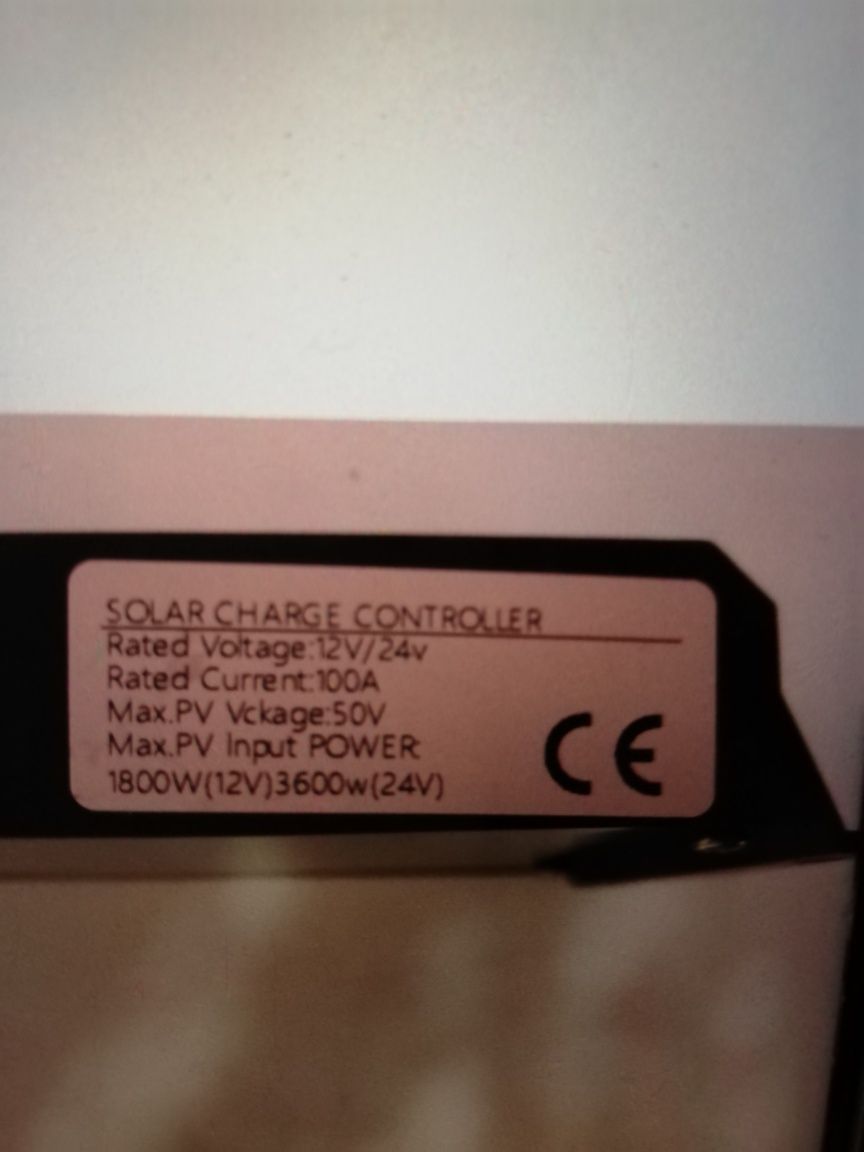 SOLAR CHARGE CONTROLLER
Rated Voltage:12V/24v
Rated Current:100A
Max.PV Vckage:50V
Max.PV Input POWER:
1800W(12V)3600w(24V)
CE